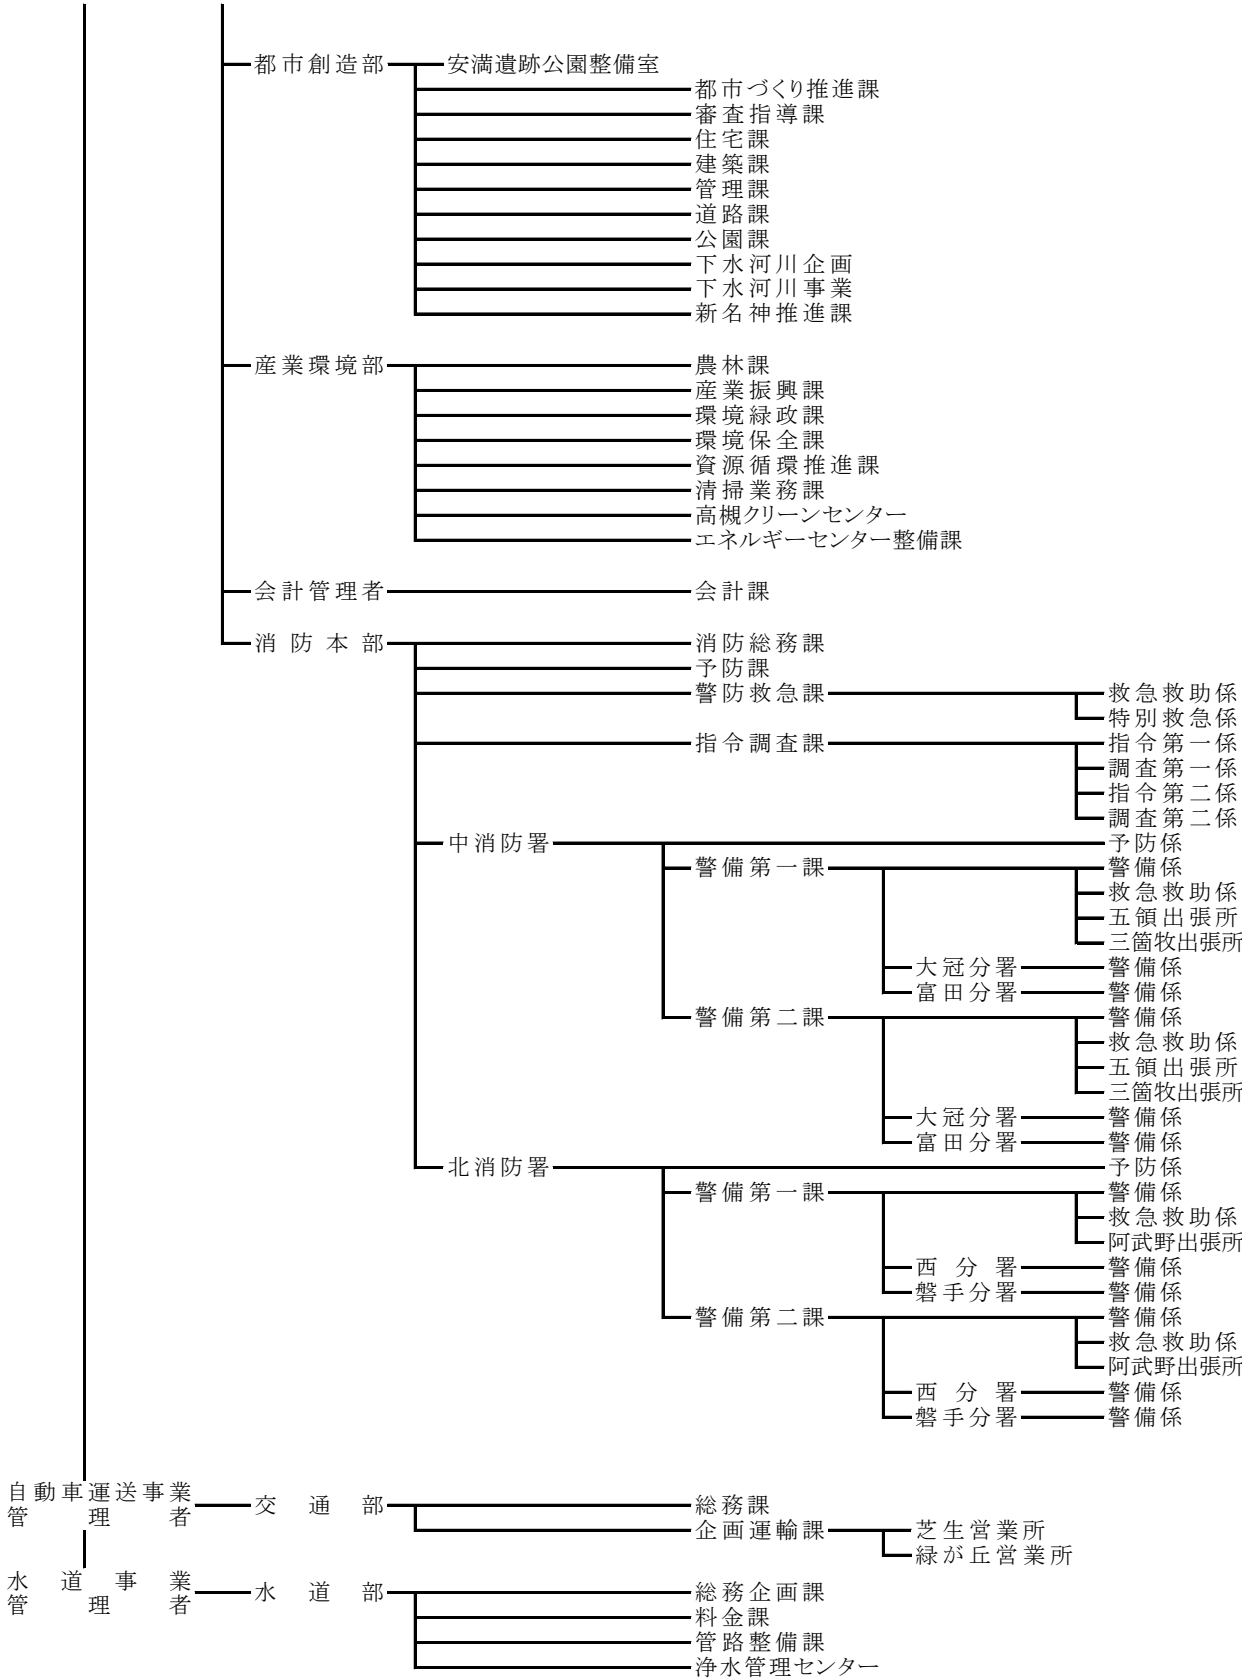 都市創造部 安満遺跡公園整備室
都市づくり推進課
審査指導課
住宅課
建築課
管理課
道路課
公園課
下水河川企画
下水河川事業
新名神推進課
産業環境部 農林課
産業振興課
環境緑政課
環境保全課
資源循環推進課
清掃業務課
高槻クリーンセンター
エネルギーセンター整備課
会計管理者 会計課
消防本部 消防総務課
予防課
警防救急課 救急救助係
特別救急係
指令調査課 指令第一係
調査第一係
指令第二係
調査第二係
中消防署 予防係
警備第一課 警備係
救急救助係
五領出張所
三箇牧出張所
大冠分署 警備係
富田分署 警備係
警備第二課 警備係
救急救助係
五領出張所
三箇牧出張所
大冠分署 警備係
富田分署 警備係
北消防署 予防係
警備第一課 警備係
救急救助係
阿武野出張所
西分署 警備係
磐手分署 警備係
警備第二課 警備係
救急救助係
阿武野出張所
西分署 警備係
磐手分署 警備係
自動車運送事業
管理者 交通部 総務課
企画運輸課 芝生営業所
緑が丘営業所
水道事業
管理者 水道部 総務企画課
料金課
管路整備課
浄水管理センター